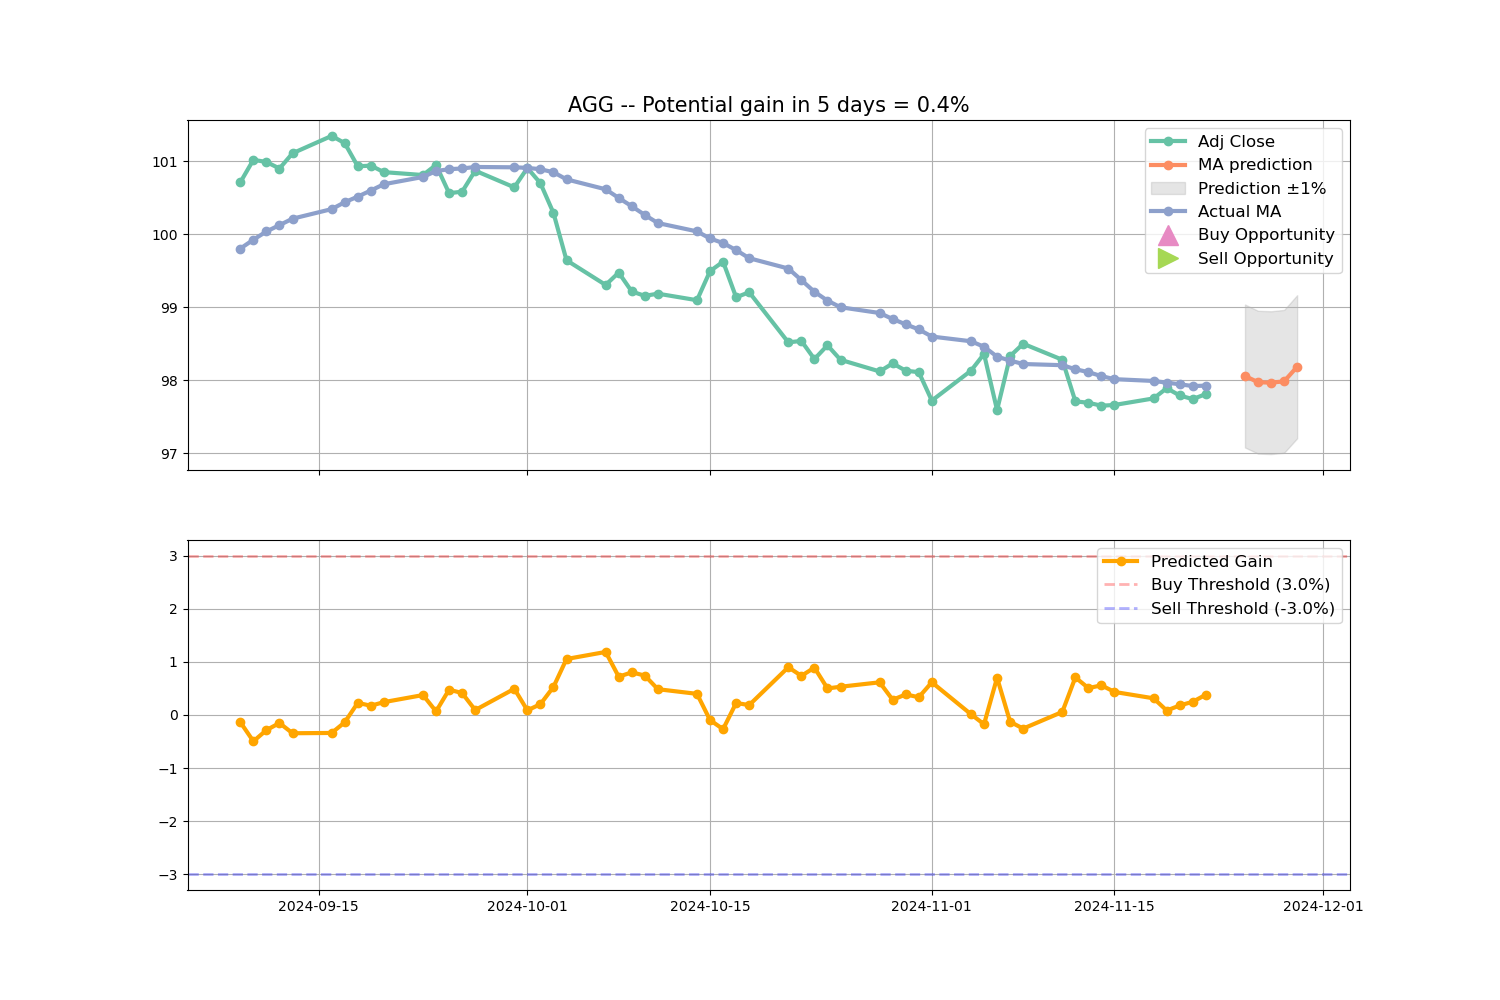 AGG -- Potential gain in 5 days = 0.4%
101
100
99
98
97
Adj Close
MA prediction
Prediction ±1%
Actual MA
Buy Opportunity
Sell Opportunity
3
2
1
0
−1
−2
−3
Predicted Gain
Buy Threshold (3.0%)
Sell Threshold (-3.0%)
2024-09-15
2024-10-01
2024-10-15
2024-11-01
2024-11-15
2024-12-01